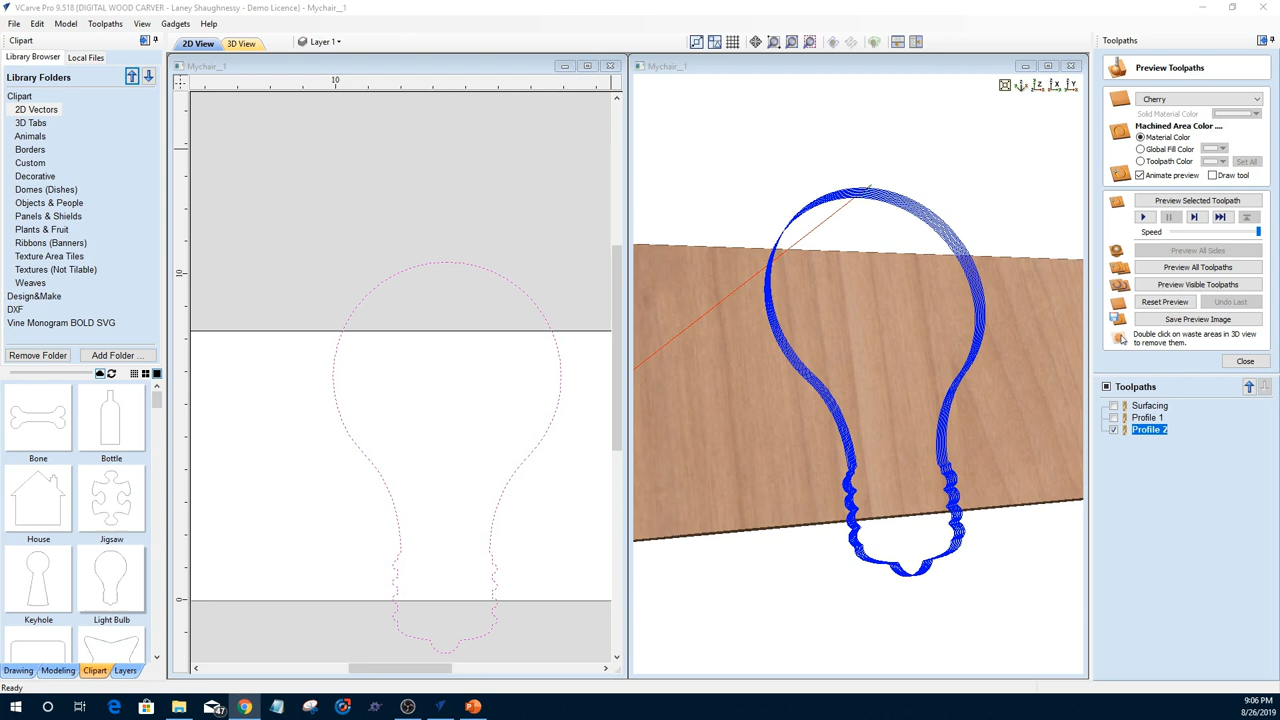 VCarve Pro 9.518 (DIGITAL WOOD CARVER - Laney Shaughnessy - Demo Licence) - Mychair__1
File Edit Model Toolpaths View Gadgets Help
Clipart
Library Browser Local Files
Library Folders
Clipart
2D Vectors
3D Tabs
Animals
Borders
Custom
Decorative
Domes (Dishes)
Objects & People
Panels & Shields
Plants & Fruit
Ribbons (Banners)
Texture Area Tiles
Textures (Not Tilable)
Weaves
Design&Make
DXF
Vine Monogram BOLD SVG
Remove Folder Add Folder ...
Bone Bottle
House Jigsaw
Keyhole Light Bulb
Drawing Modeling Clipart Layers
Ready
2D View 3D View Layer 1
Mychair__1
10
10
0
Mychair__1
Z X Y
Toolpaths
Preview Toolpaths
Cherry
Solid Material Color
Machined Area Color ....
Material Color
Global Fill Color
Toolpath Color Set All
Animate preview Draw tool
Preview Selected Toolpath
Speed
Preview All Sides
Preview All Toolpaths
Preview Visible Toolpaths
Reset Preview Undo Last
Save Preview Image
Double click on waste areas in 3D view
to remove them.
Close
Toolpaths
Surfacing
Profile 1
Profile 2
47
9:06 PM
8/26/2019